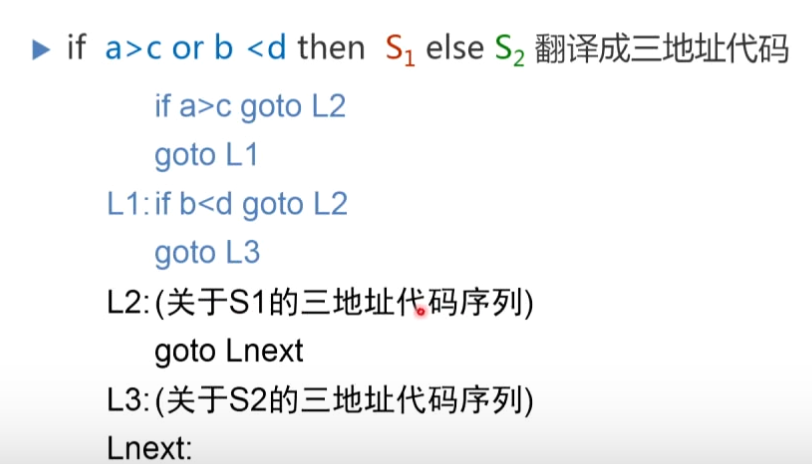 if a>c or b <d then S₁ else S₂ 翻译成三地址代码
if a>c goto L2
goto L1
L1:if b<d goto L2
goto L3
L2:(关于S1的三地址代码序列)
goto Lnext
L3:(关于S2的三地址代码序列)
Lnext: